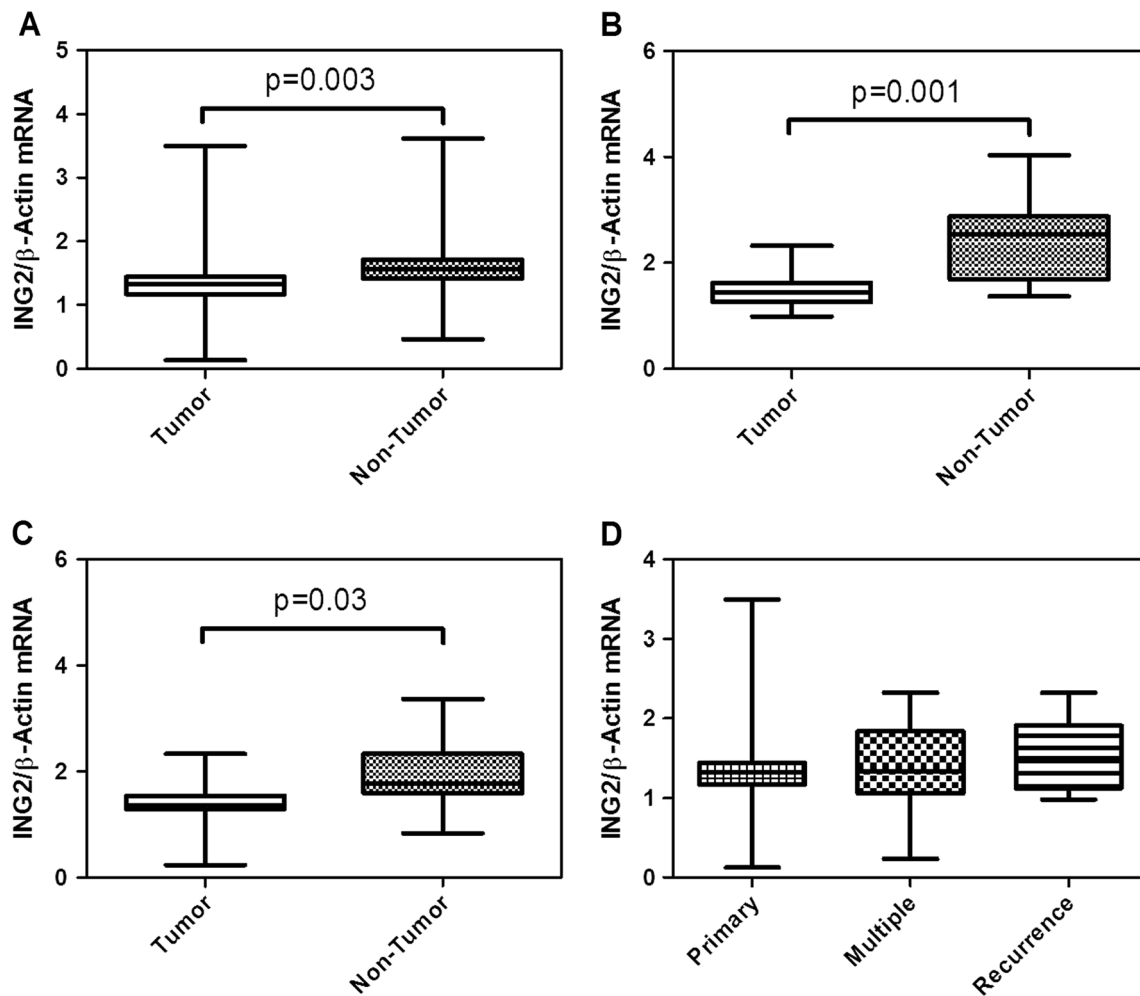 A
ING2/β-Actin mRNA
5
4
3
2
1
0
p=0.003
Tumor
Non-Tumor
B
ING2/β-Actin mRNA
6
4
2
0
p=0.001
Tumor
Non-Tumor
C
ING2/β-Actin mRNA
6
4
2
0
p=0.03
Tumor
Non-Tumor
D
ING2/β-Actin mRNA
4
3
2
1
0
Primary
Multiple
Recurrence